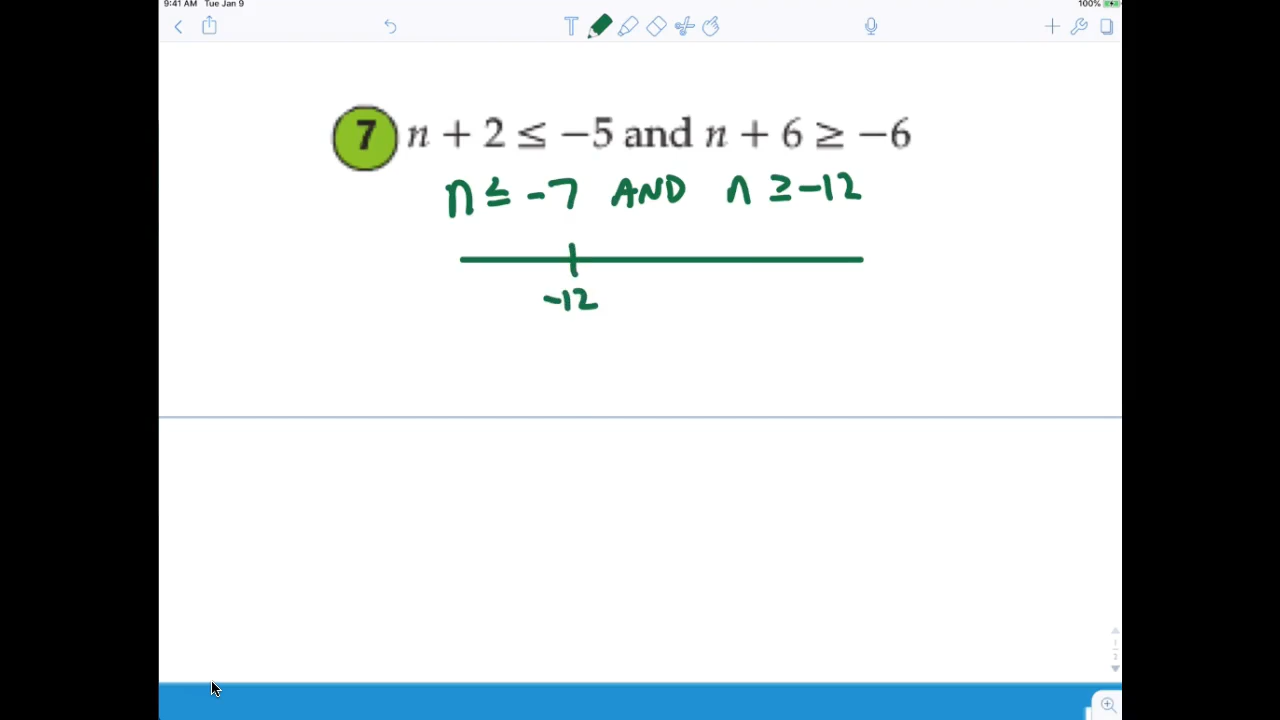 9:41 AM Tue Jan 9
100%
T
7 n + 2 ≤ −5 and n + 6 ≥ −6
n ≤ -7 AND n ≥ -12
-12